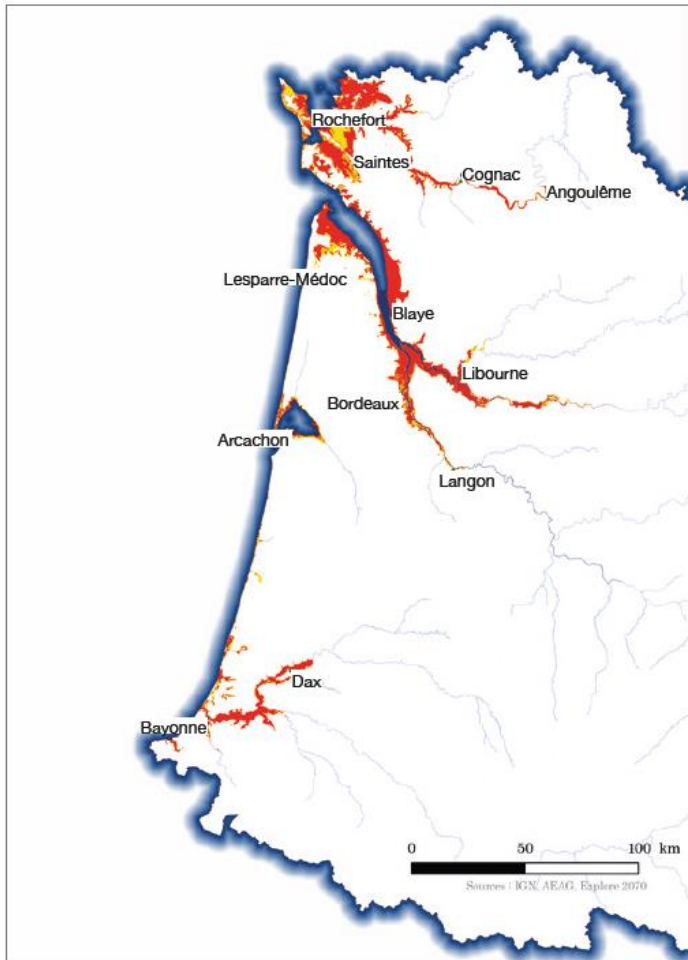 Rochefort
Saintes
Cognac
Angoulême
Lesparre-Médoc
Blaye
Libourne
Bordeaux
Arcachon
Langon
Dax
Bayonne
0 50 100 km
Sources : IGN, AEAG, Explore 2070